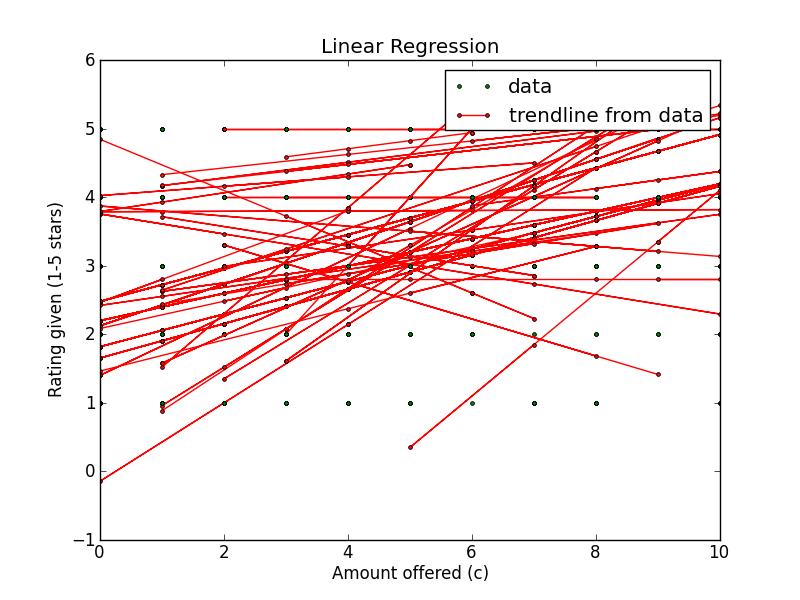 Linear Regression
6
data
trendline from data
5
4
3
2
1
0
−1
Rating given (1-5 stars)
0 2 4 6 8 10
Amount offered (c)